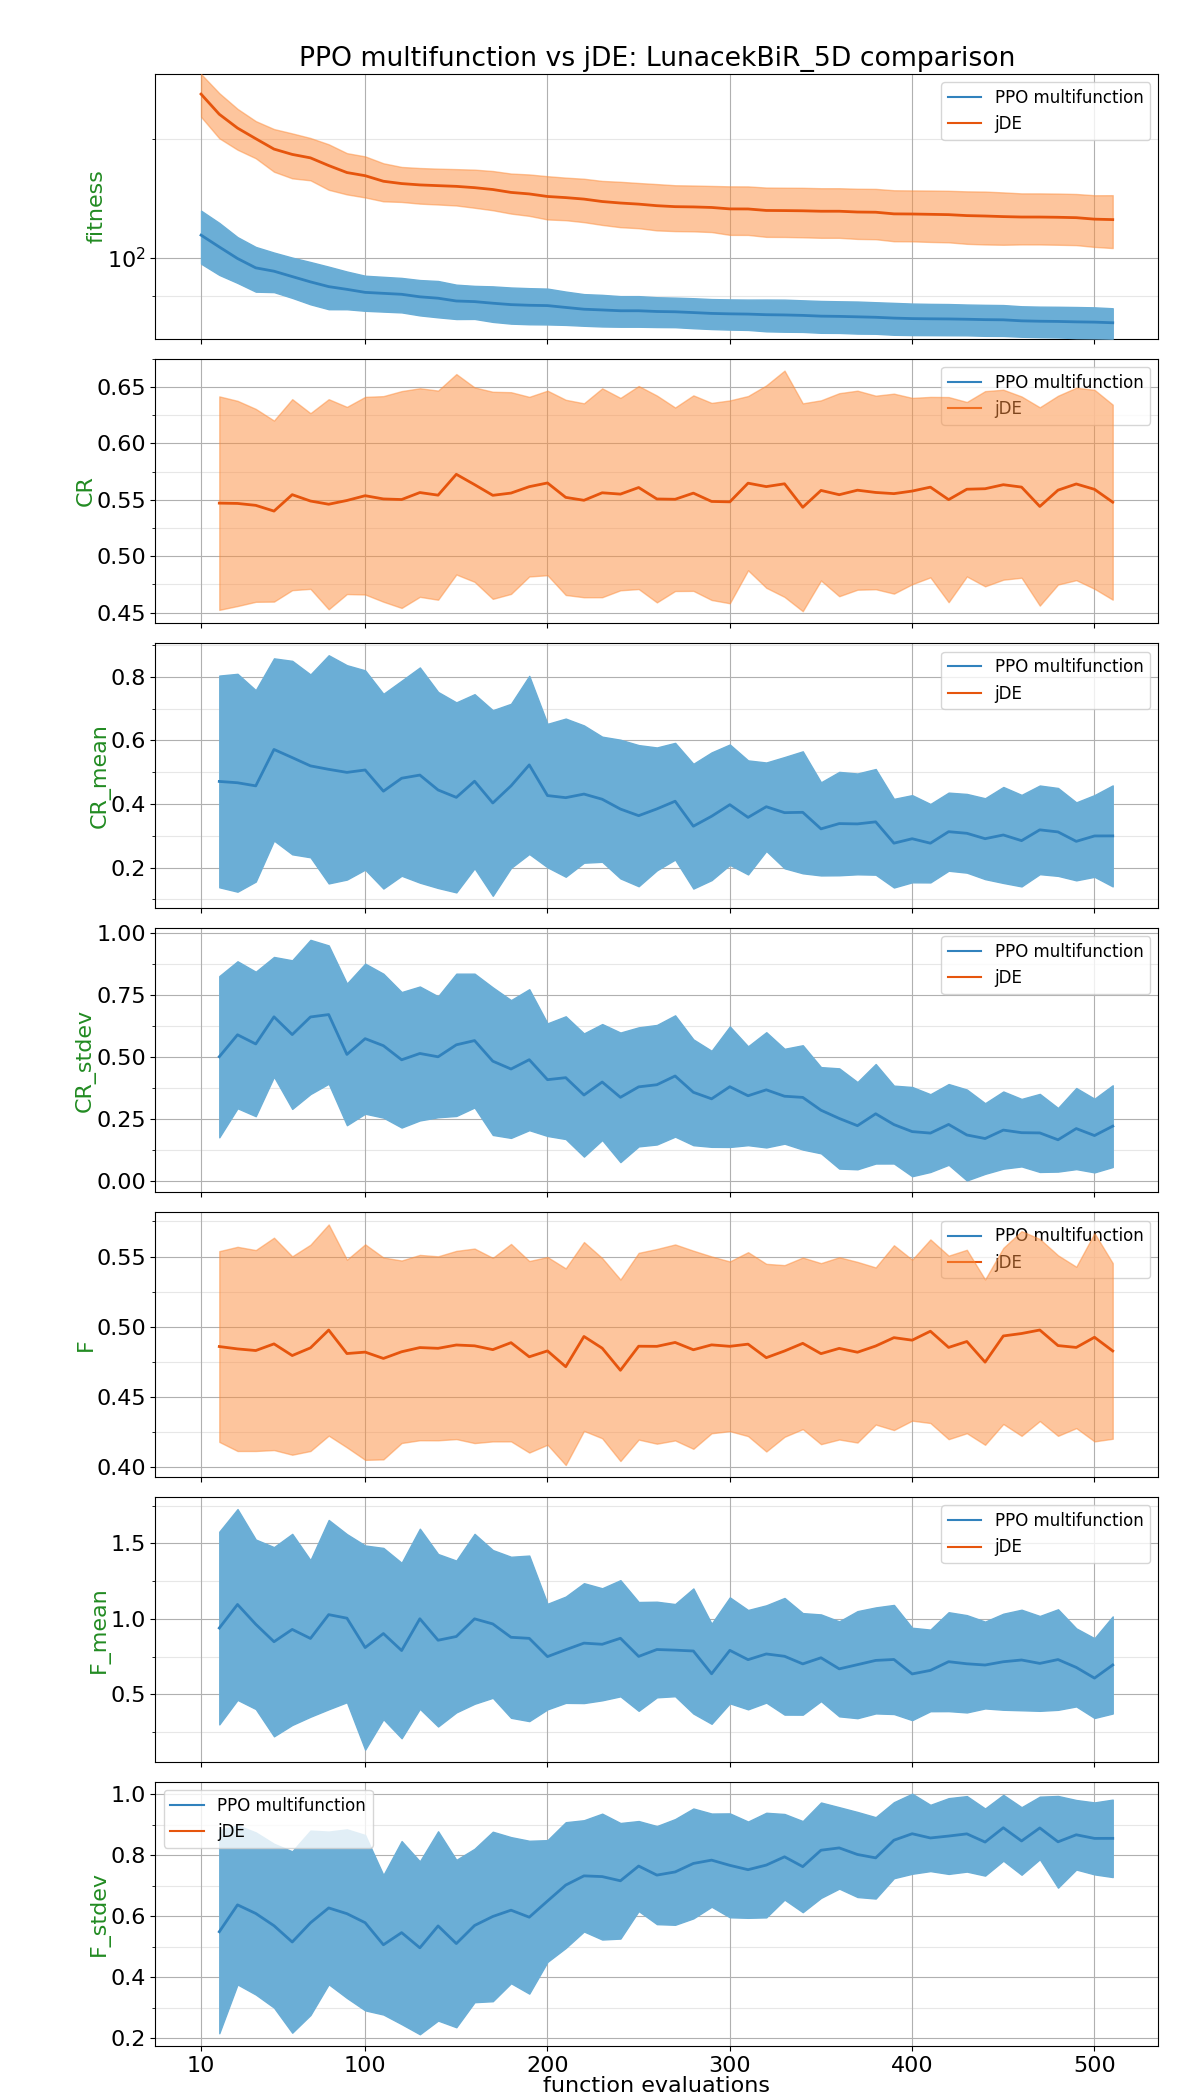 PPO multifunction vs jDE: LunacekBiR_5D comparison
fitness
10²
PPO multifunction
jDE
CR
0.65
0.60
0.55
0.50
0.45
PPO multifunction
jDE
CR_mean
0.8
0.6
0.4
0.2
PPO multifunction
jDE
CR_stdev
1.00
0.75
0.50
0.25
0.00
PPO multifunction
jDE
F
0.55
0.50
0.45
0.40
PPO multifunction
jDE
F_mean
1.5
1.0
0.5
PPO multifunction
jDE
F_stdev
1.0
0.8
0.6
0.4
0.2
PPO multifunction
jDE
10 100 200 300 400 500
function evaluations